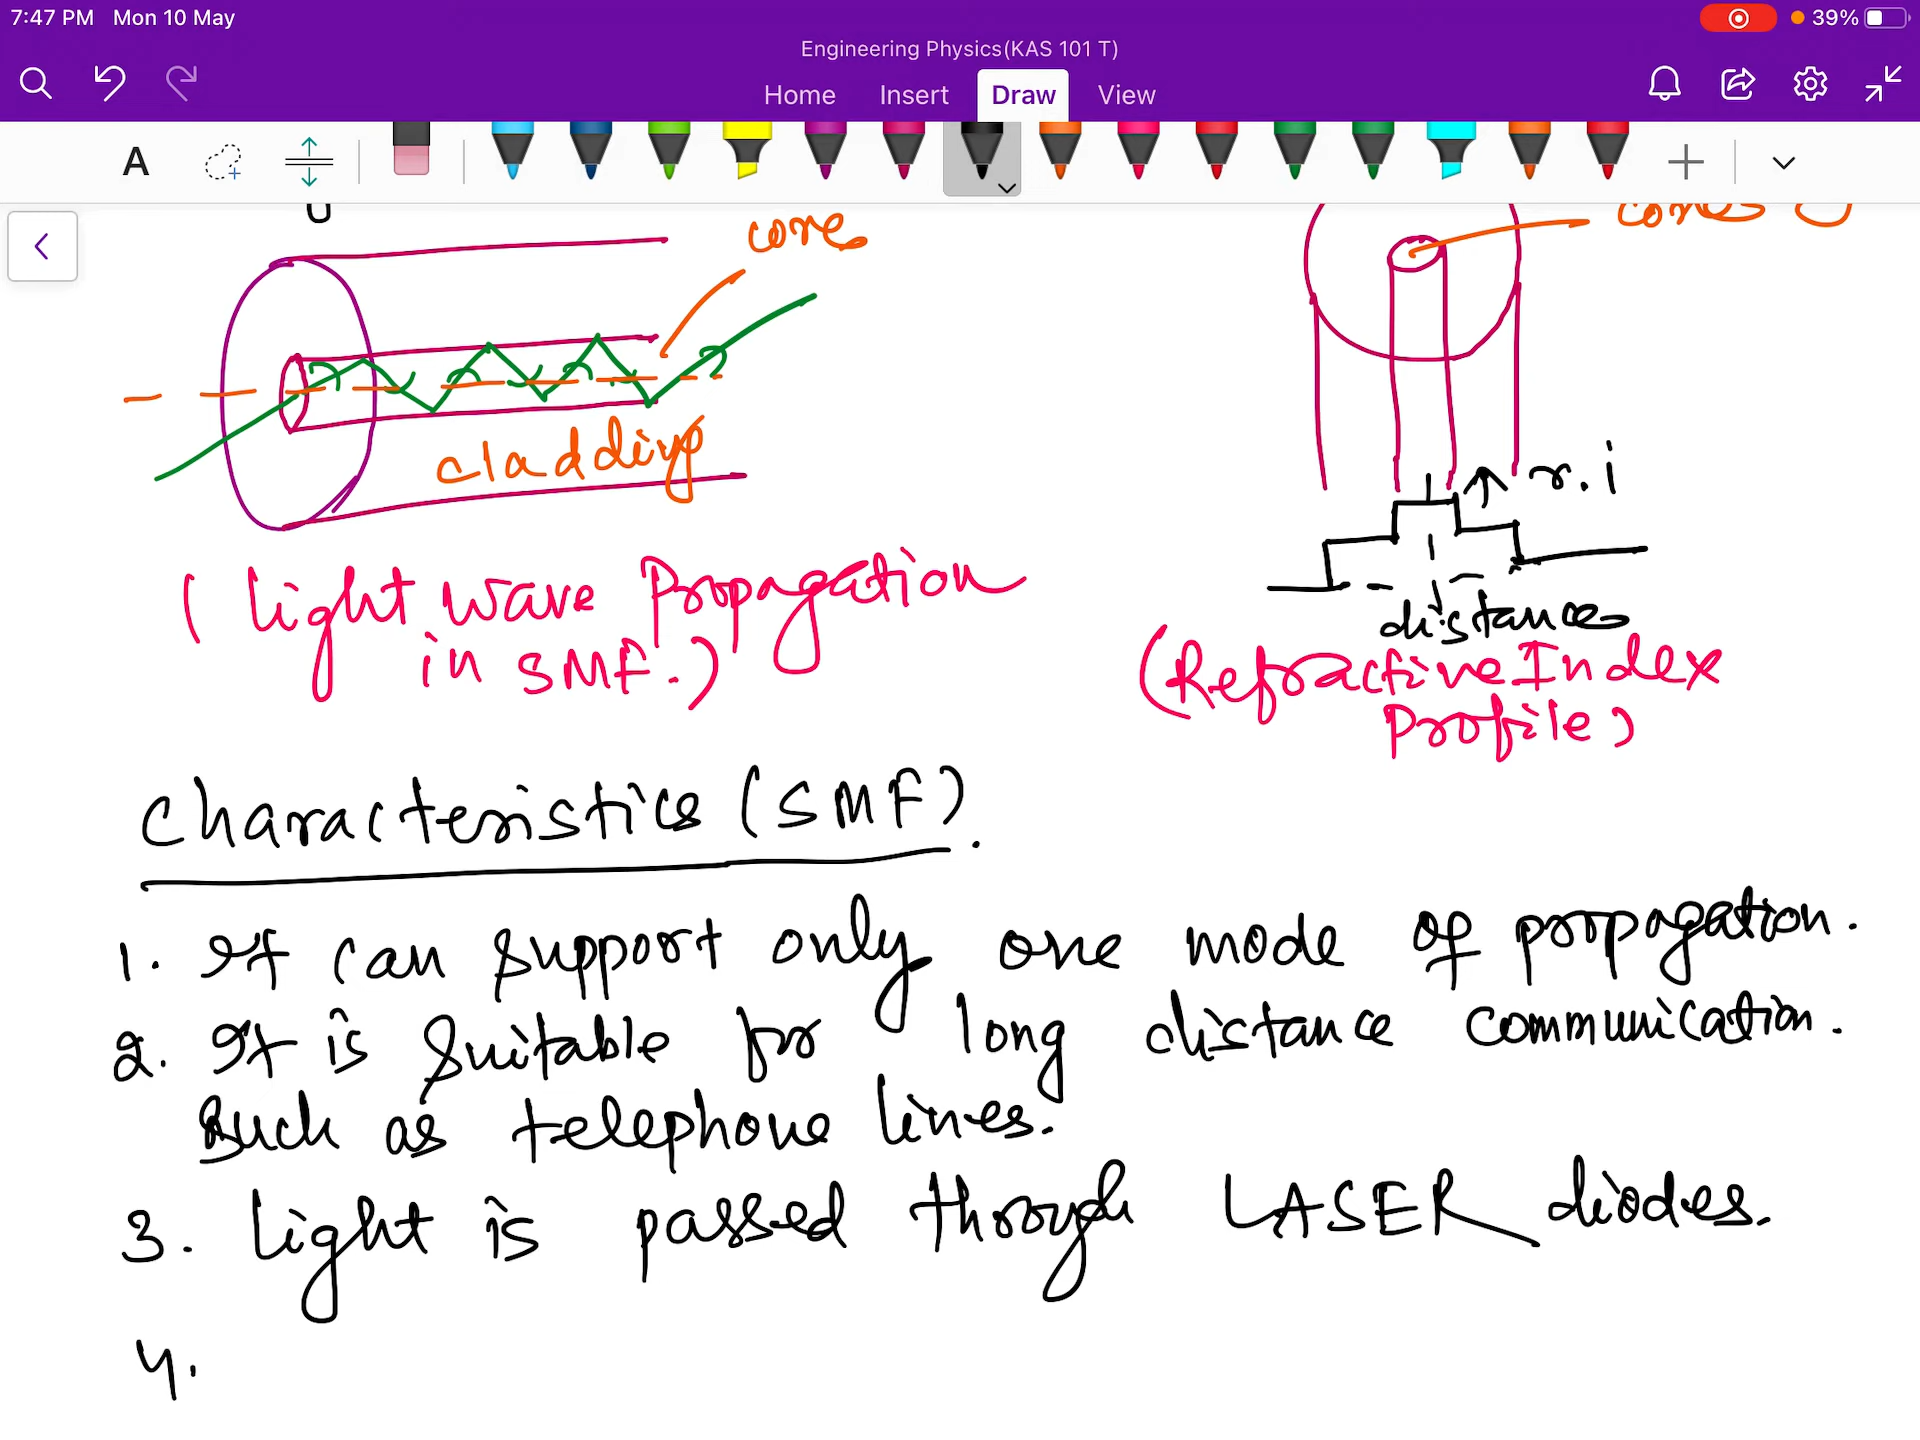 7:47 PM Mon 10 May
39%
Engineering Physics(KAS 101 T)
Home Insert Draw View
A
core
cladding
r.i
distance
( light wave Propagation
in SMF.)
(Refractive Index
Profile)
Characteristics (SMF).
1. It can support only one mode of propagation.
2. It is suitable for long distance communication.
Such as telephone lines.
3. Light is passed through LASER diodes.
4.